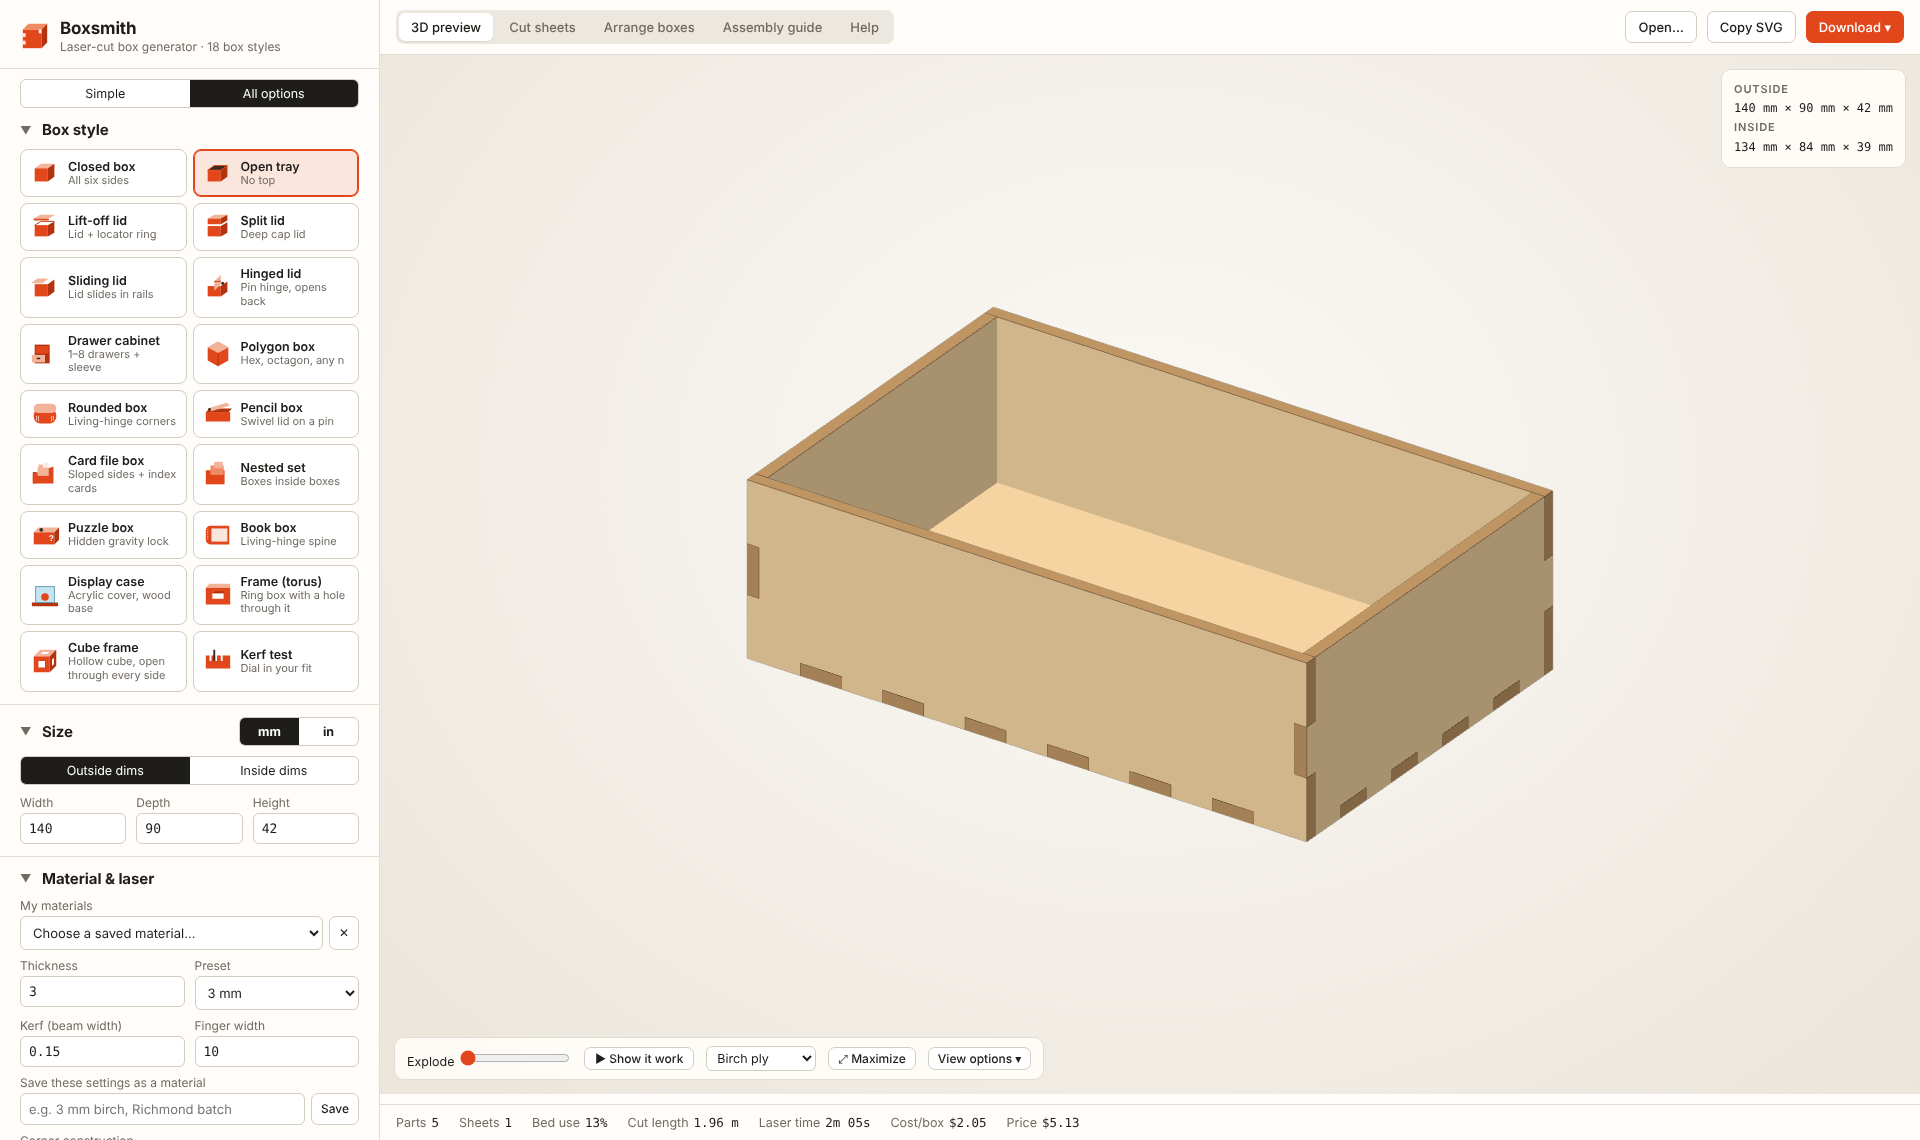 Boxsmith
Laser-cut box generator · 18 box styles
3D preview
Cut sheets
Arrange boxes
Assembly guide
Help
Open...
Copy SVG
Download ▾
Simple
All options
Box style
Closed box
All six sides
Open tray
No top
Lift-off lid
Lid + locator ring
Split lid
Deep cap lid
Sliding lid
Lid slides in rails
Hinged lid
Pin hinge, opens
back
Drawer cabinet
1–8 drawers +
sleeve
Polygon box
Hex, octagon, any n
Rounded box
Living-hinge corners
Pencil box
Swivel lid on a pin
Card file box
Sloped sides + index
cards
Nested set
Boxes inside boxes
Puzzle box
Hidden gravity lock
Book box
Living-hinge spine
Display case
Acrylic cover, wood
base
Frame (torus)
Ring box with a hole
through it
Cube frame
Hollow cube, open
through every side
Kerf test
Dial in your fit
Size
mm
in
Outside dims
Inside dims
Width
Depth
Height
140
90
42
Material & laser
My materials
Choose a saved material...
×
Thickness
Preset
3
3 mm
Kerf (beam width)
Finger width
0.15
10
Save these settings as a material
e.g. 3 mm birch, Richmond batch
Save
OUTSIDE
140 mm × 90 mm × 42 mm
INSIDE
134 mm × 84 mm × 39 mm
Explode
▶ Show it work
Birch ply
⤢ Maximize
View options ▾
Parts 5
Sheets 1
Bed use 13%
Cut length 1.96 m
Laser time 2m 05s
Cost/box $2.05
Price $5.13